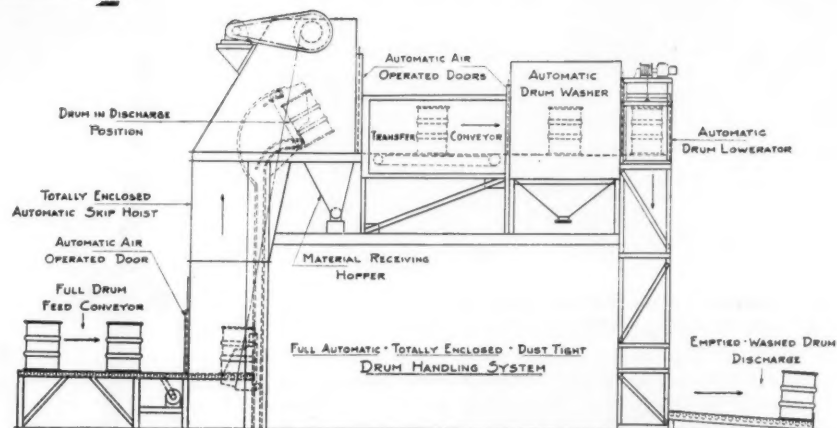 AUTOMATIC AIR
OPERATED DOORS
AUTOMATIC
DRUM WASHER
DRUM IN DISCHARGE
POSITION
TRANSFER CONVEYOR
AUTOMATIC
DRUM LOWERATOR
TOTALLY ENCLOSED
AUTOMATIC SKIP HOIST
AUTOMATIC AIR
OPERATED DOOR
MATERIAL RECEIVING
HOPPER
FULL DRUM
FEED CONVEYOR
FULL AUTOMATIC · TOTALLY ENCLOSED · DUST TIGHT
DRUM HANDLING SYSTEM
EMPTIED · WASHED DRUM
DISCHARGE